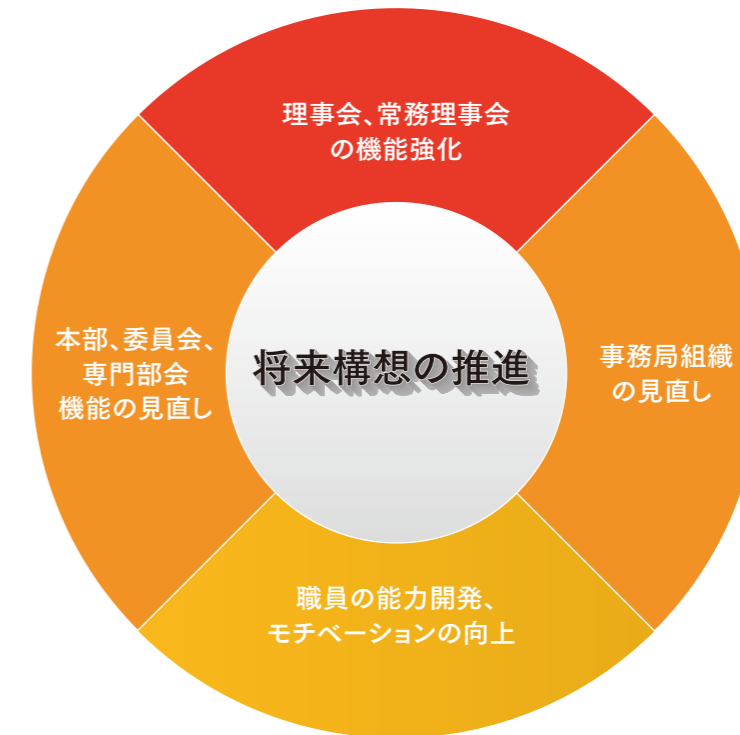 理事会、常務理事会
の機能強化
本部、委員会、
専門部会
機能の見直し
将来構想の推進
事務局組織
の見直し
職員の能力開発、
モチベーションの向上